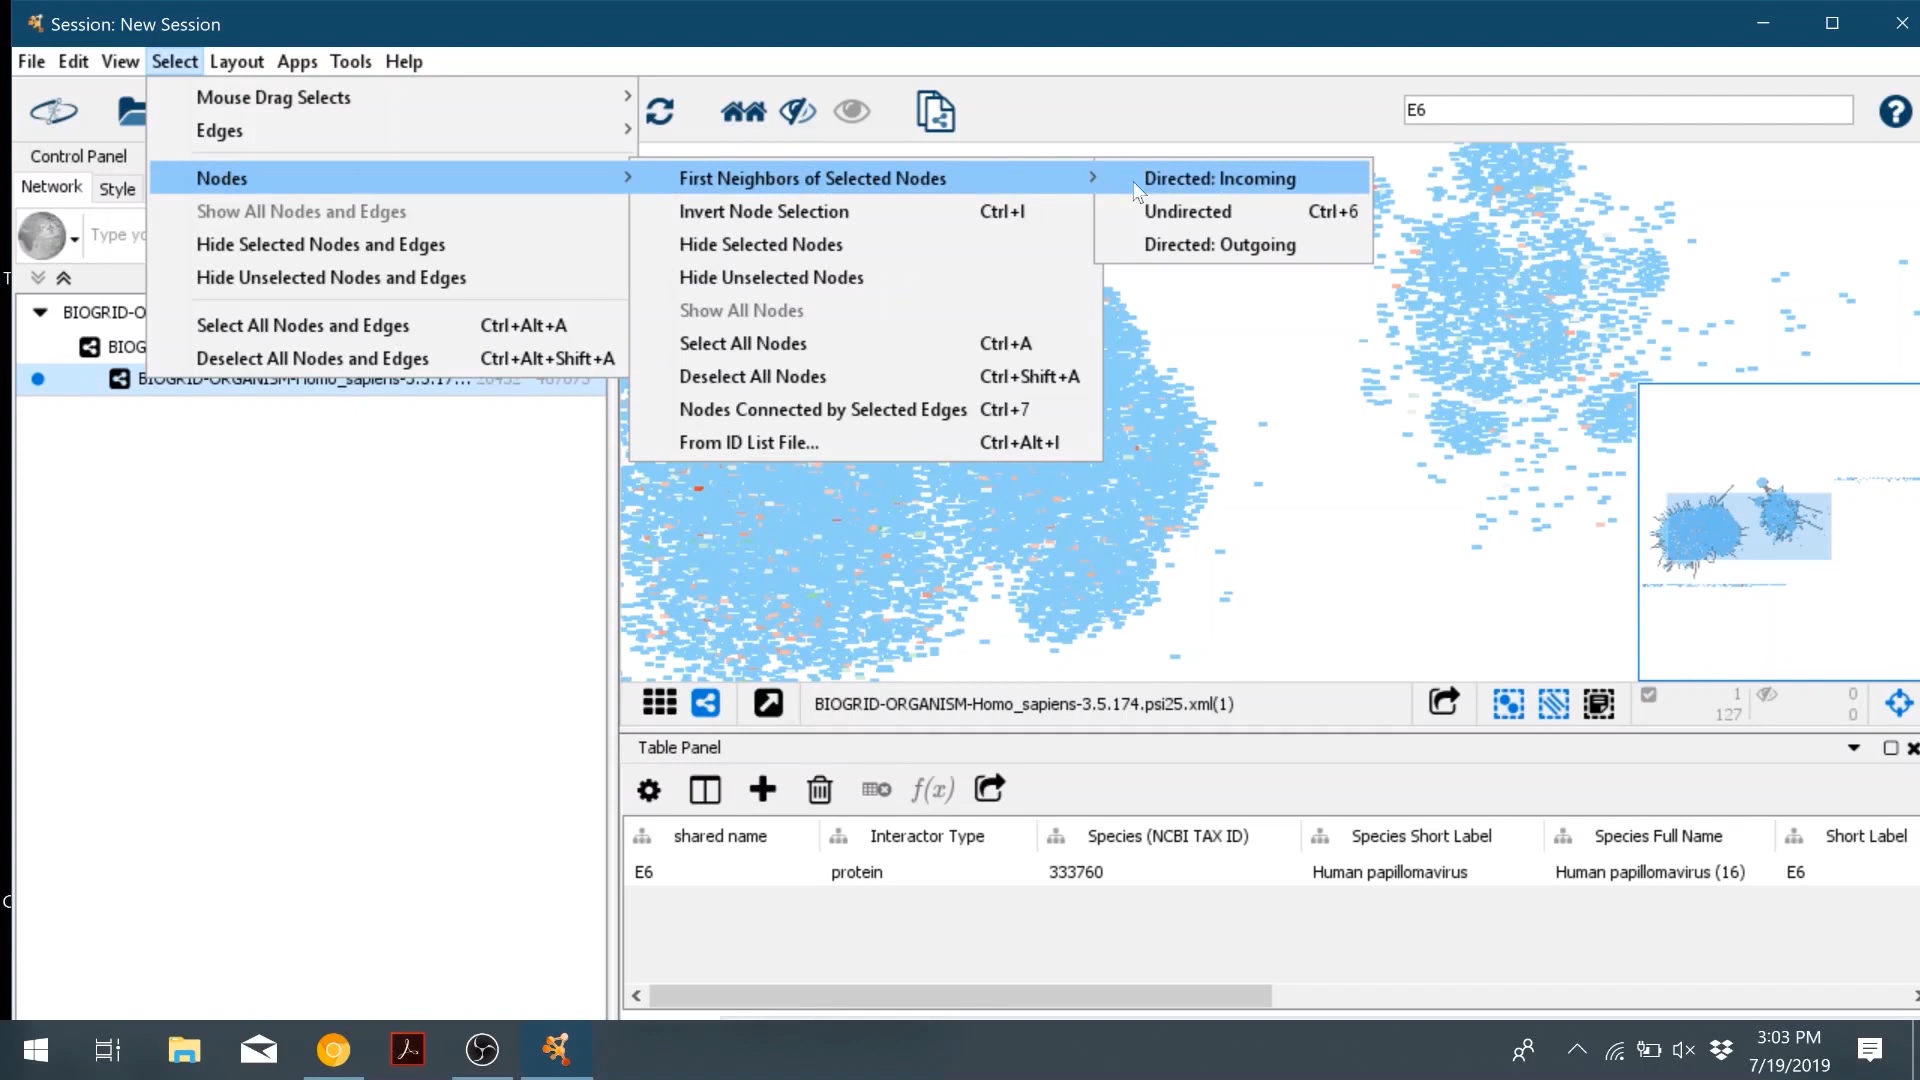 Session: New Session
File Edit View Select Layout Apps Tools Help
Mouse Drag Selects
Edges
E6
Control Panel
Network Style
Nodes
First Neighbors of Selected Nodes
Directed: Incoming
Show All Nodes and Edges
Invert Node Selection Ctrl+I
Undirected Ctrl+6
Type yo
Hide Selected Nodes and Edges
Hide Selected Nodes
Directed: Outgoing
Hide Unselected Nodes and Edges
Hide Unselected Nodes
BIOGRID-O
Show All Nodes
Select All Nodes and Edges Ctrl+Alt+A
BIOG
Select All Nodes Ctrl+A
Deselect All Nodes and Edges Ctrl+Alt+Shift+A
Deselect All Nodes Ctrl+Shift+A
BIOGRID-ORGANISM-Homo_sapiens-3.5.17...
Nodes Connected by Selected Edges Ctrl+7
From ID List File... Ctrl+Alt+I
BIOGRID-ORGANISM-Homo_sapiens-3.5.174.psi25.xml(1)
1 0
127 0
Table Panel
f(x)
shared name Interactor Type Species (NCBI TAX ID) Species Short Label Species Full Name Short Label
E6 protein 333760 Human papillomavirus Human papillomavirus (16) E6
3:03 PM
7/19/2019